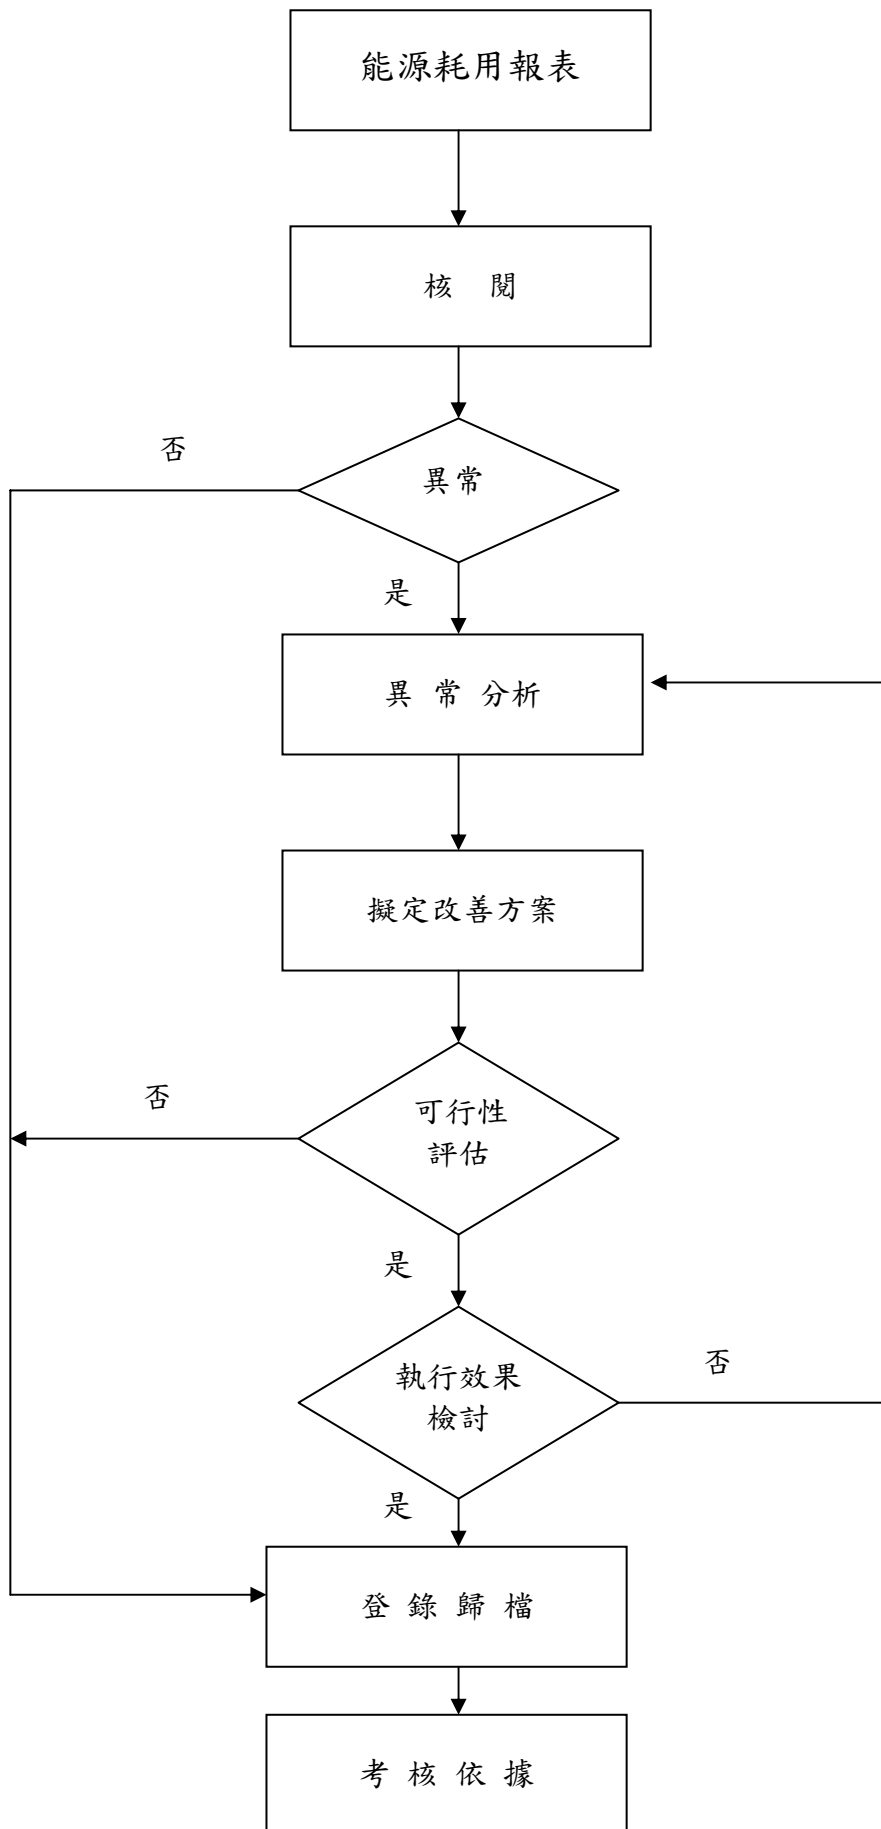 能源耗用報表
核 閱
否
異常
是
異 常 分析
擬定改善方案
否
可行性
評估
是
執行效果
檢討
否
是
登 錄 歸 檔
考 核 依 據